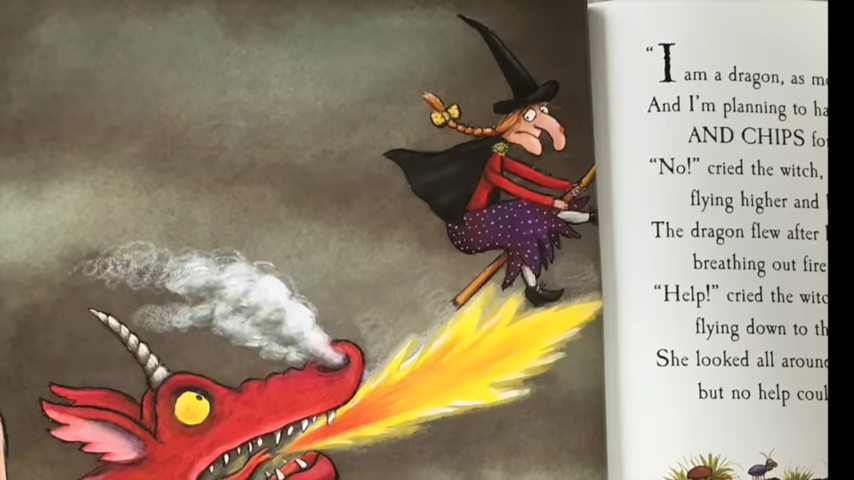 “I am a dragon, as
And I’m planning to
AND CHIPS
“No!” cried the witch,
flying higher and
The dragon flew after
breathing out fire
“Help!” cried the
flying down to
She looked all
but no help